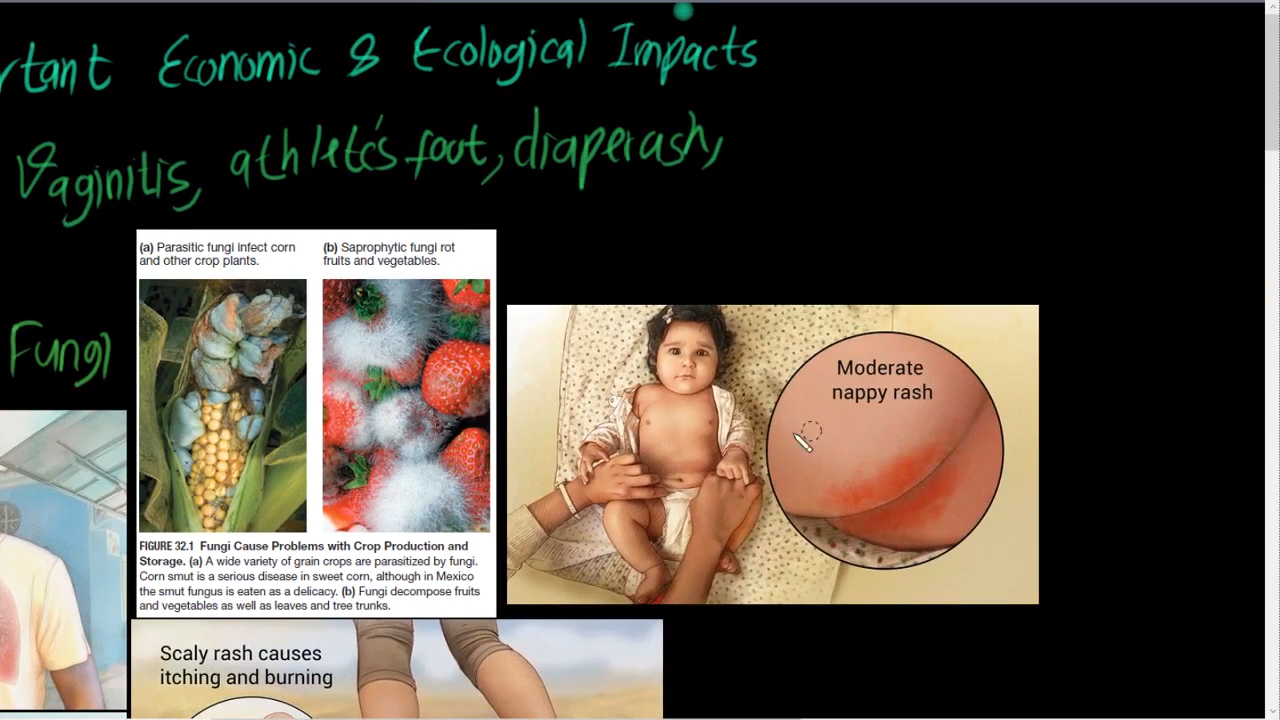 rtant Economic & Ecological Impacts
Vaginitis, athlete's foot, diaperash,
Fungi
(a) Parasitic fungi infect corn
and other crop plants.
(b) Saprophytic fungi rot
fruits and vegetables.
FIGURE 32.1 Fungi Cause Problems with Crop Production and
Storage. (a) A wide variety of grain crops are parasitized by fungi.
Corn smut is a serious disease in sweet corn, although in Mexico
the smut fungus is eaten as a delicacy. (b) Fungi decompose fruits
and vegetables as well as leaves and tree trunks.
Moderate
nappy rash
Scaly rash causes
itching and burning